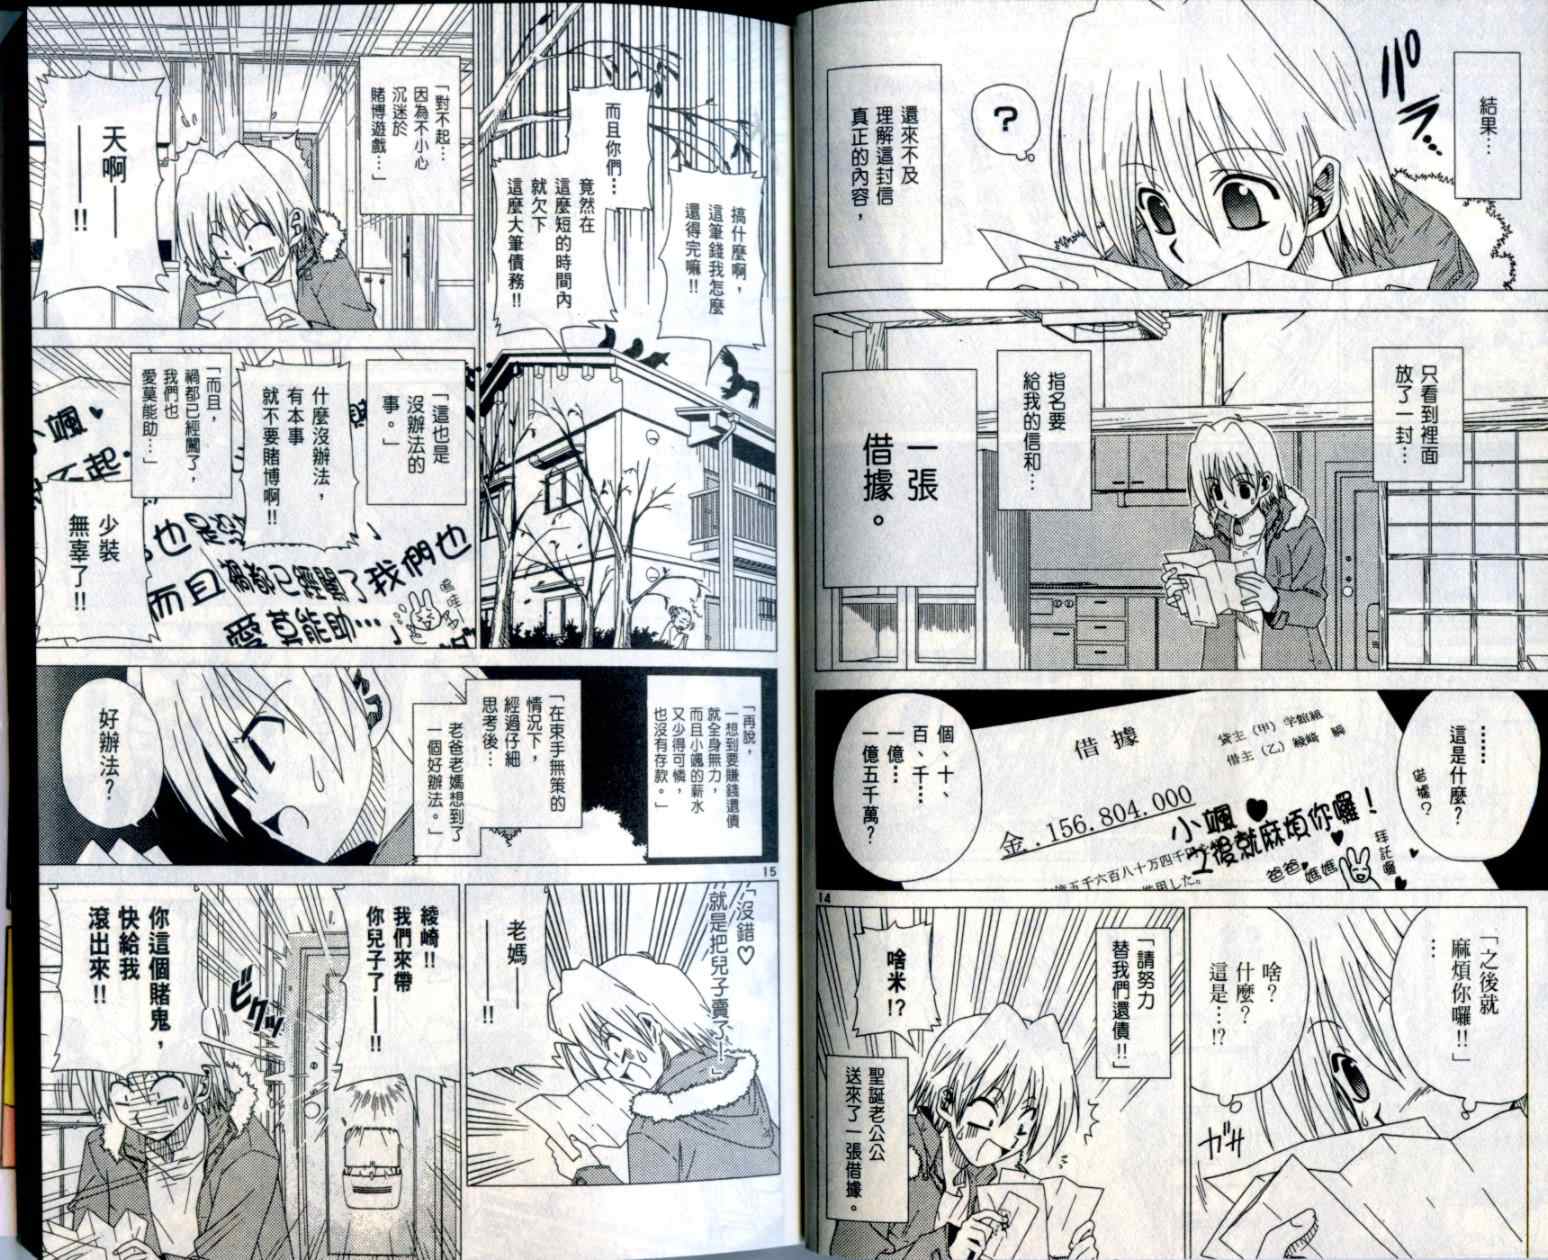 結果…
パラ…
?
還來不及
理解這封信
真正的內容，
只看到裡面
放了一封…
指名要
給我的信和…
一張
借據。
……
這是什麼?
借據?
借據
貸主（甲）学館組
借主（乙）綾崎 瞬
金.156.804.000
小颯♥
之後就麻煩你囉!
爸爸♥
媽媽
拜託囉
個、十、
百、千…
一億…
一億五千萬?
14
「之後就
麻煩你囉!!」
…
啥?
什麼?
這是…!?
ガサ
「請努力
替我們還債!!」
啥米!?
聖誕老公公
送來了一張借據。
搞什麼啊，
這筆錢我怎麼
還得完嘛!!
而且你們…
竟然在
這麼短的時間內
就欠下
這麼大筆債務!!
「對不起…
因為不小心
沉迷於
賭博遊戲…」
天啊——
——!!
「這也是
沒辦法的
事。」
什麼沒辦法，
有本事
就不要賭博啊!!
「而且，
禍都已經闖了，
我們也
愛莫能助…」
少裝
無辜了!!
而且禍都已經闖了我們也
愛莫能助…
嗚哇
「再說，
一想到要賺錢還債
就全身無力，
而且小颯的薪水
又少得可憐，
也沒有存款。」
「在束手無策的
情況下，
經過仔細
思考後…
老爸老媽想到了
一個好辦法。」
好辦法?
15
「沒錯♡
就是把兒子賣了!」
老媽——
——!!
綾崎!!
我們來帶
你兒子了——!!
ビクッ
你這個賭鬼，
快給我
滾出來!!